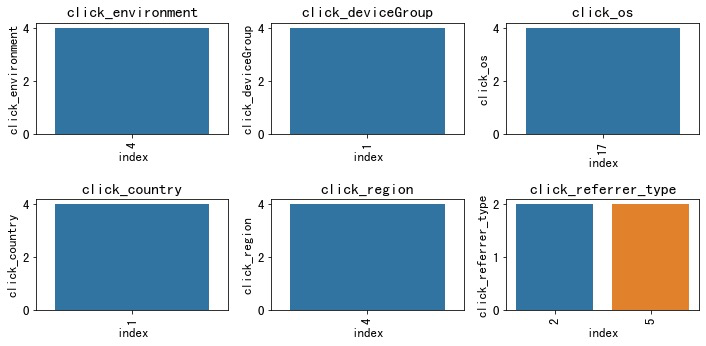 click_environment
click_environment
4
2
0
4
index
click_deviceGroup
click_deviceGroup
4
2
0
1
index
click_os
click_os
4
2
0
17
index
click_country
click_country
4
2
0
1
index
click_region
click_region
4
2
0
4
index
click_referrer_type
click_referrer_type
2
1
0
2 5
index